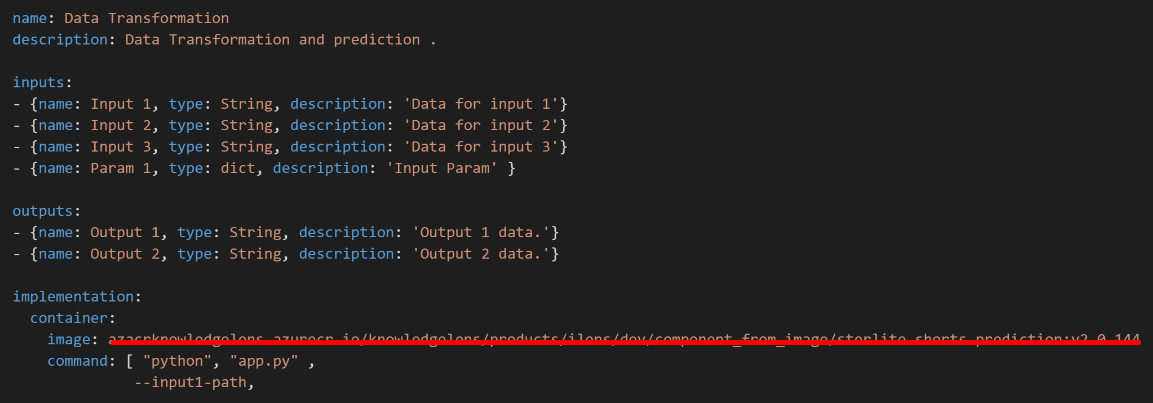 name: Data Transformation
description: Data Transformation and prediction .
inputs:
- {name: Input 1, type: String, description: 'Data for input 1'}
- {name: Input 2, type: String, description: 'Data for input 2'}
- {name: Input 3, type: String, description: 'Data for input 3'}
- {name: Param 1, type: dict, description: 'Input Param' }
outputs:
- {name: Output 1, type: String, description: 'Output 1 data.'}
- {name: Output 2, type: String, description: 'Output 2 data.'}
implementation:
container:
image:
command: [ "python", "app.py" ,
--input1-path,